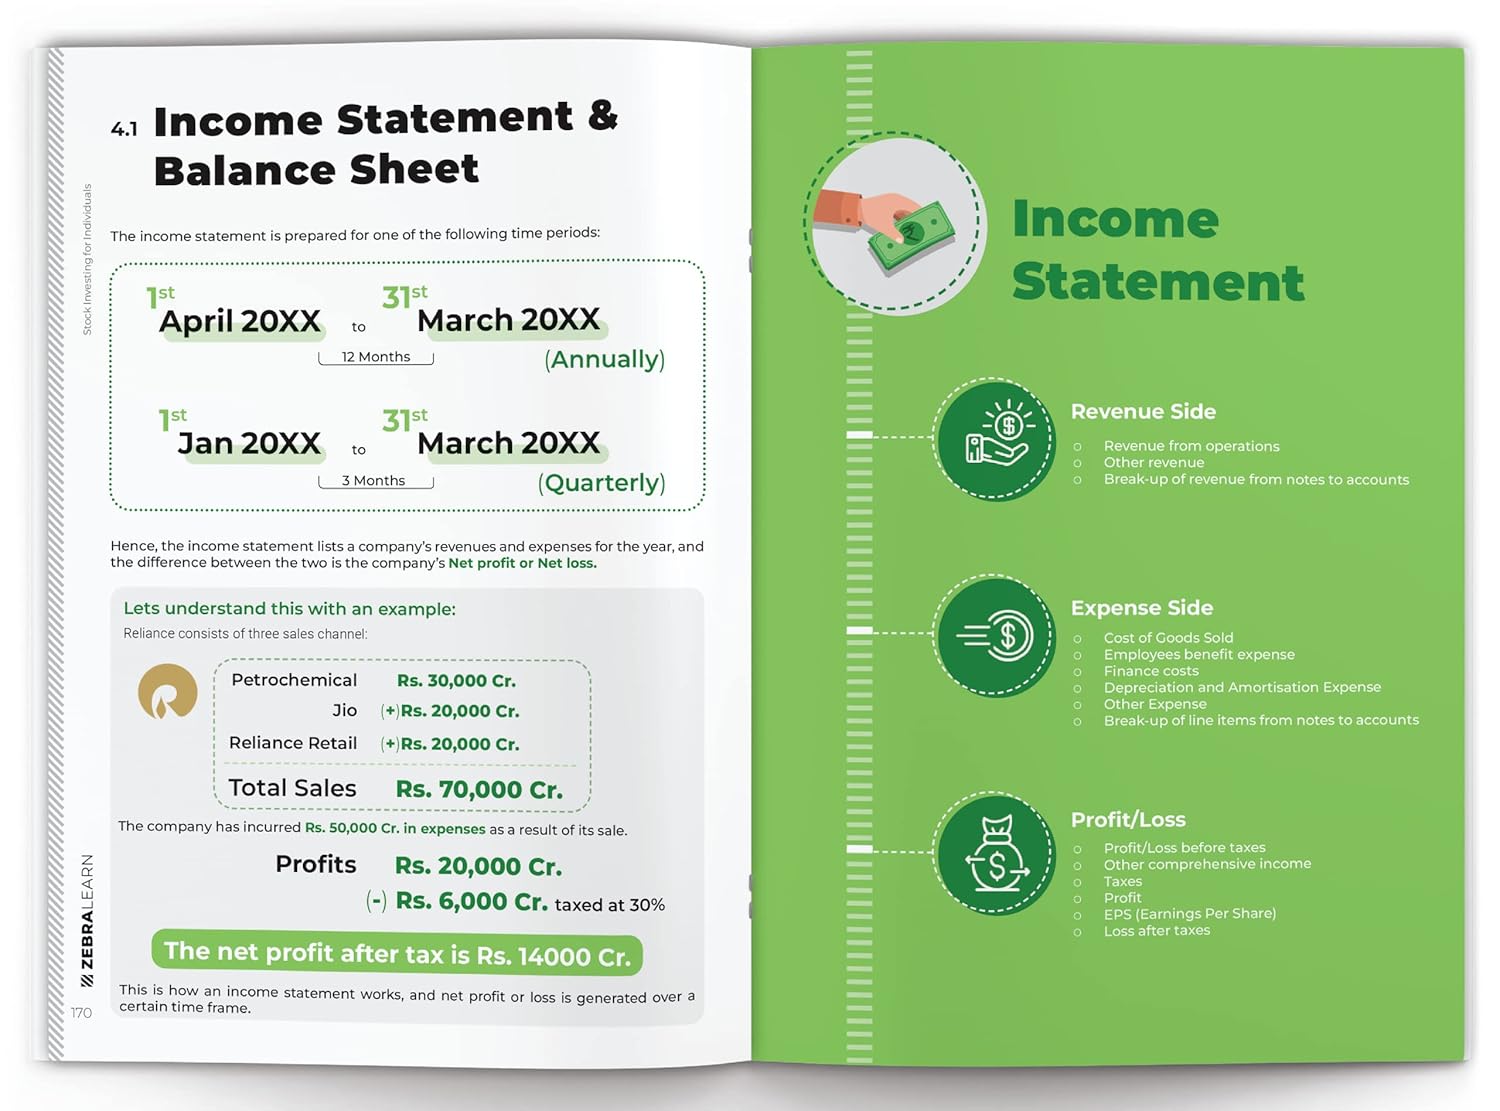 4.1 Income Statement &
Balance Sheet
Stock Investing for Individuals
The income statement is prepared for one of the following time periods:
1st
April 20XX to 31st
March 20XX
12 Months
(Annually)
1st
Jan 20XX to 31st
March 20XX
3 Months
(Quarterly)
Hence, the income statement lists a company's revenues and expenses for the year, and
the difference between the two is the company's Net profit or Net loss.
Lets understand this with an example:
Reliance consists of three sales channel:
Petrochemical Rs. 30,000 Cr.
Jio (+)Rs. 20,000 Cr.
Reliance Retail (+)Rs. 20,000 Cr.
Total Sales Rs. 70,000 Cr.
The company has incurred Rs. 50,000 Cr. in expenses as a result of its sale.
Profits Rs. 20,000 Cr.
(-) Rs. 6,000 Cr. taxed at 30%
The net profit after tax is Rs. 14000 Cr.
This is how an income statement works, and net profit or loss is generated over a
certain time frame.
ZEBRALEARN
170
Income
Statement
Revenue Side
Revenue from operations
Other revenue
Break-up of revenue from notes to accounts
Expense Side
Cost of Goods Sold
Employees benefit expense
Finance costs
Depreciation and Amortisation Expense
Other Expense
Break-up of line items from notes to accounts
Profit/Loss
Profit/Loss before taxes
Other comprehensive income
Taxes
Profit
EPS (Earnings Per Share)
Loss after taxes